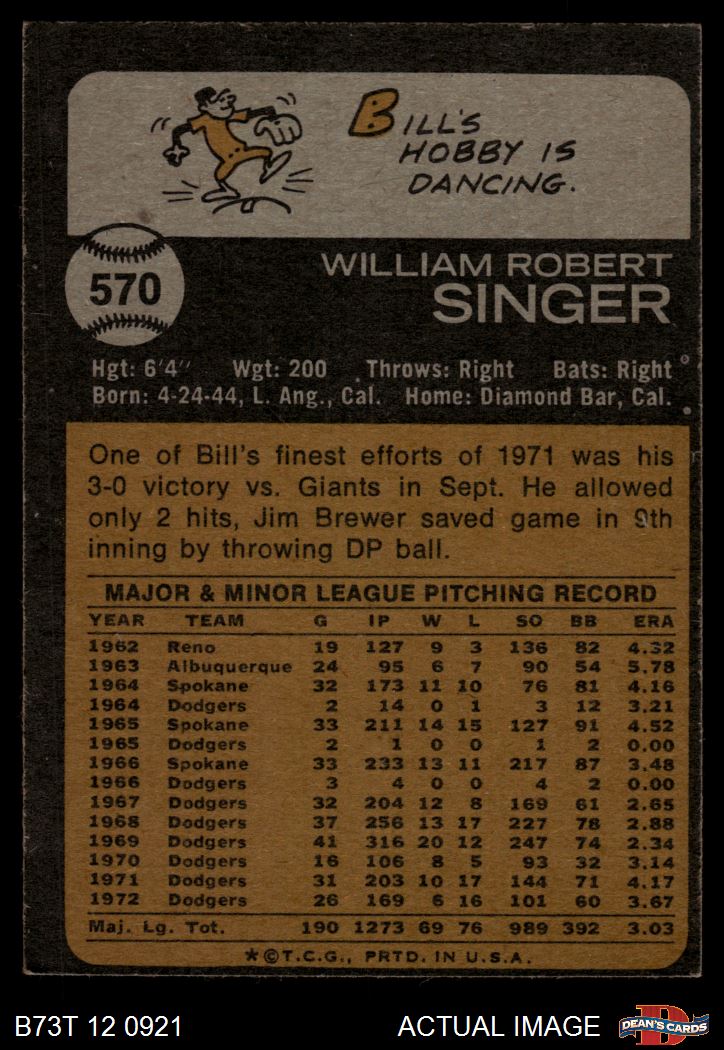 BILL'S
HOBBY IS
DANCING.
570
WILLIAM ROBERT
SINGER
Hgt: 6'4" Wgt: 200 Throws: Right Bats: Right
Born: 4-24-44, L. Ang., Cal. Home: Diamond Bar, Cal.
One of Bill's finest efforts of 1971 was his
3-0 victory vs. Giants in Sept. He allowed
only 2 hits, Jim Brewer saved game in 9th
inning by throwing DP ball.
MAJOR & MINOR LEAGUE PITCHING RECORD
YEAR TEAM G IP W L SO BB ERA
1962 Reno 19 127 9 3 136 82 4.32
1963 Albuquerque 24 95 6 7 90 54 5.78
1964 Spokane 32 173 11 10 76 81 4.16
1964 Dodgers 2 14 0 1 3 12 3.21
1965 Spokane 33 211 14 15 127 91 4.52
1965 Dodgers 2 1 0 0 1 2 0.00
1966 Spokane 33 233 13 11 217 87 3.48
1966 Dodgers 3 4 0 0 4 2 0.00
1967 Dodgers 32 204 12 8 169 61 2.65
1968 Dodgers 37 256 13 17 227 78 2.88
1969 Dodgers 41 316 20 12 247 74 2.34
1970 Dodgers 16 106 8 5 93 32 3.14
1971 Dodgers 31 203 10 17 144 71 4.17
1972 Dodgers 26 169 6 16 101 60 3.67
Maj. Lg. Tot. 190 1273 69 76 989 392 3.03
*©T.C.G., PRTD. IN U.S.A.
B73T 12 0921 ACTUAL IMAGE DEAN'S CARDS